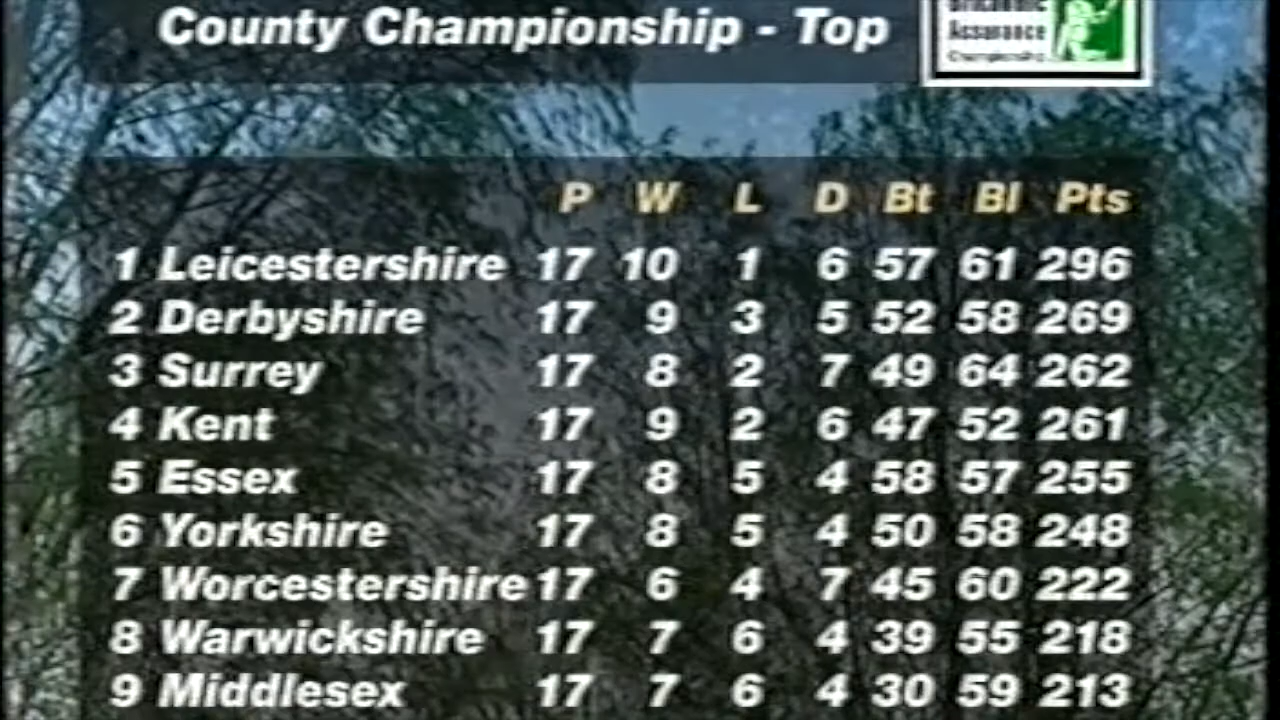 County Championship - Top
Assurance
Championship
P W L D Bt Bl Pts
1 Leicestershire 17 10 1 6 57 61 296
2 Derbyshire 17 9 3 5 52 58 269
3 Surrey 17 8 2 7 49 64 262
4 Kent 17 9 2 6 47 52 261
5 Essex 17 8 5 4 58 57 255
6 Yorkshire 17 8 5 4 50 58 248
7 Worcestershire 17 6 4 7 45 60 222
8 Warwickshire 17 7 6 4 39 55 218
9 Middlesex 17 7 6 4 30 59 213